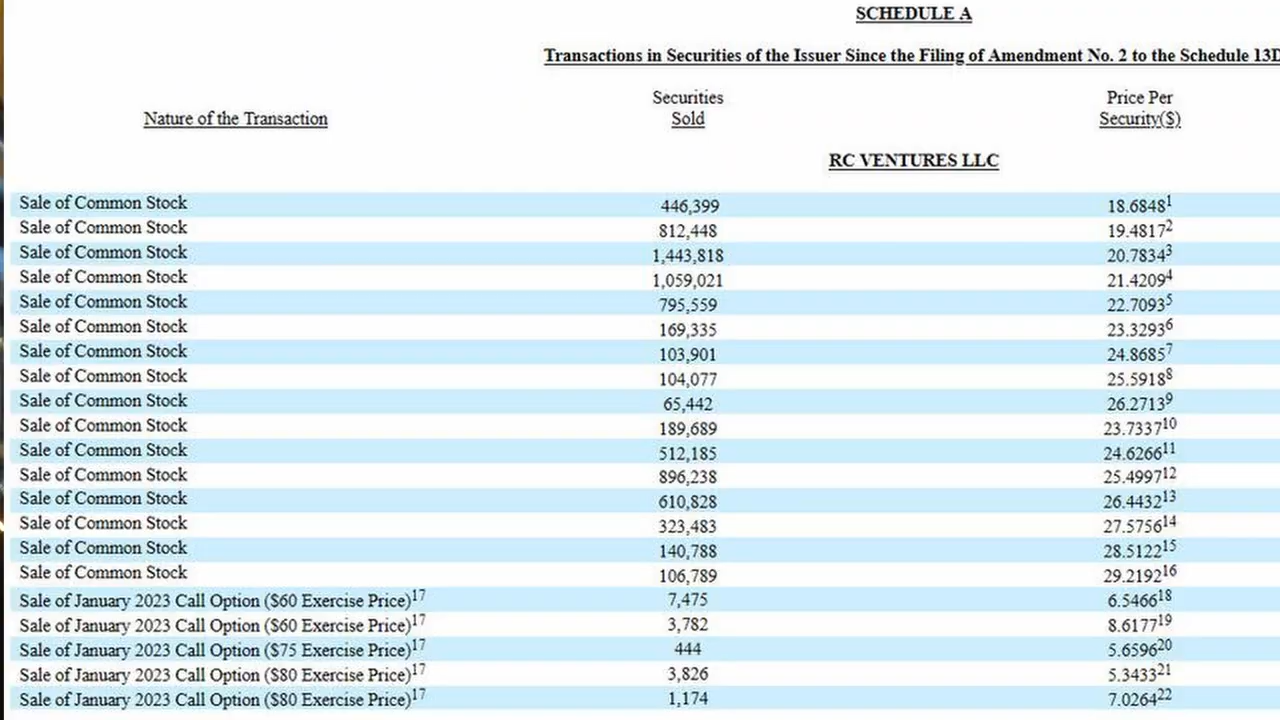 SCHEDULE A
Transactions in Securities of the Issuer Since the Filing of Amendment No. 2 to the Schedule 13D
Nature of the Transaction Securities Sold Price Per Security($)
RC VENTURES LLC
Sale of Common Stock 446,399 18.6848¹
Sale of Common Stock 812,448 19.4817²
Sale of Common Stock 1,443,818 20.7834³
Sale of Common Stock 1,059,021 21.4209⁴
Sale of Common Stock 795,559 22.7093⁵
Sale of Common Stock 169,335 23.3293⁶
Sale of Common Stock 103,901 24.8685⁷
Sale of Common Stock 104,077 25.5918⁸
Sale of Common Stock 65,442 26.2713⁹
Sale of Common Stock 189,689 23.7337¹⁰
Sale of Common Stock 512,185 24.6266¹¹
Sale of Common Stock 896,238 25.4997¹²
Sale of Common Stock 610,828 26.4432¹³
Sale of Common Stock 323,483 27.5756¹⁴
Sale of Common Stock 140,788 28.5122¹⁵
Sale of Common Stock 106,789 29.2192¹⁶
Sale of January 2023 Call Option ($60 Exercise Price)¹⁷ 7,475 6.5466¹⁸
Sale of January 2023 Call Option ($60 Exercise Price)¹⁷ 3,782 8.6177¹⁹
Sale of January 2023 Call Option ($75 Exercise Price)¹⁷ 444 5.6596²⁰
Sale of January 2023 Call Option ($80 Exercise Price)¹⁷ 3,826 5.3433²¹
Sale of January 2023 Call Option ($80 Exercise Price)¹⁷ 1,174 7.0264²²